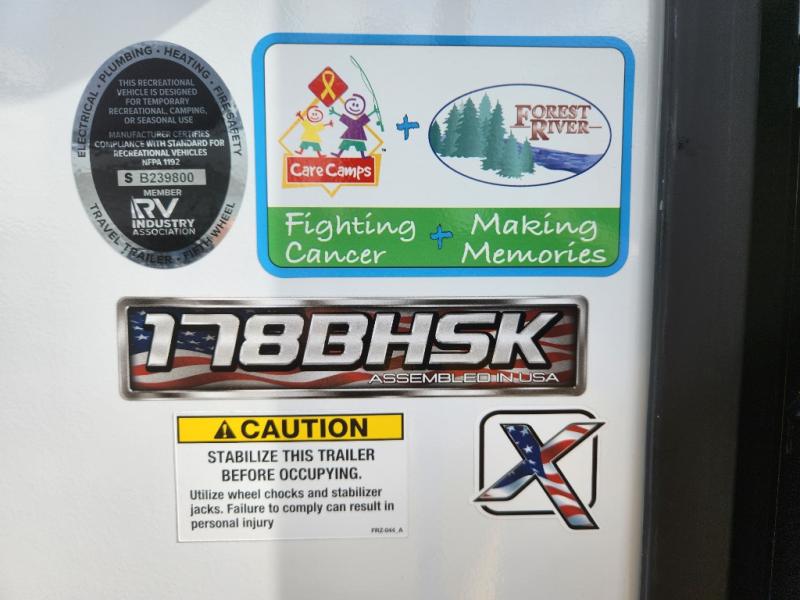 ELECTRICAL • PLUMBING • HEATING • FIRE SAFETY
THIS RECREATIONAL
VEHICLE IS DESIGNED
FOR TEMPORARY
RECREATIONAL, CAMPING,
OR SEASONAL USE
MANUFACTURER CERTIFIES
COMPLIANCE WITH STANDARD FOR
RECREATIONAL VEHICLES
NFPA 1192
S B239800
MEMBER
RV
INDUSTRY
ASSOCIATION
TRAVEL TRAILER • FIFTH WHEEL
Care Camps™
+
FOREST
RIVER
Fighting
Cancer
+
Making
Memories
178BHSK
ASSEMBLED IN USA
CAUTION
STABILIZE THIS TRAILER
BEFORE OCCUPYING.
Utilize wheel chocks and stabilizer
jacks. Failure to comply can result in
personal injury
FRZ-044_A
X